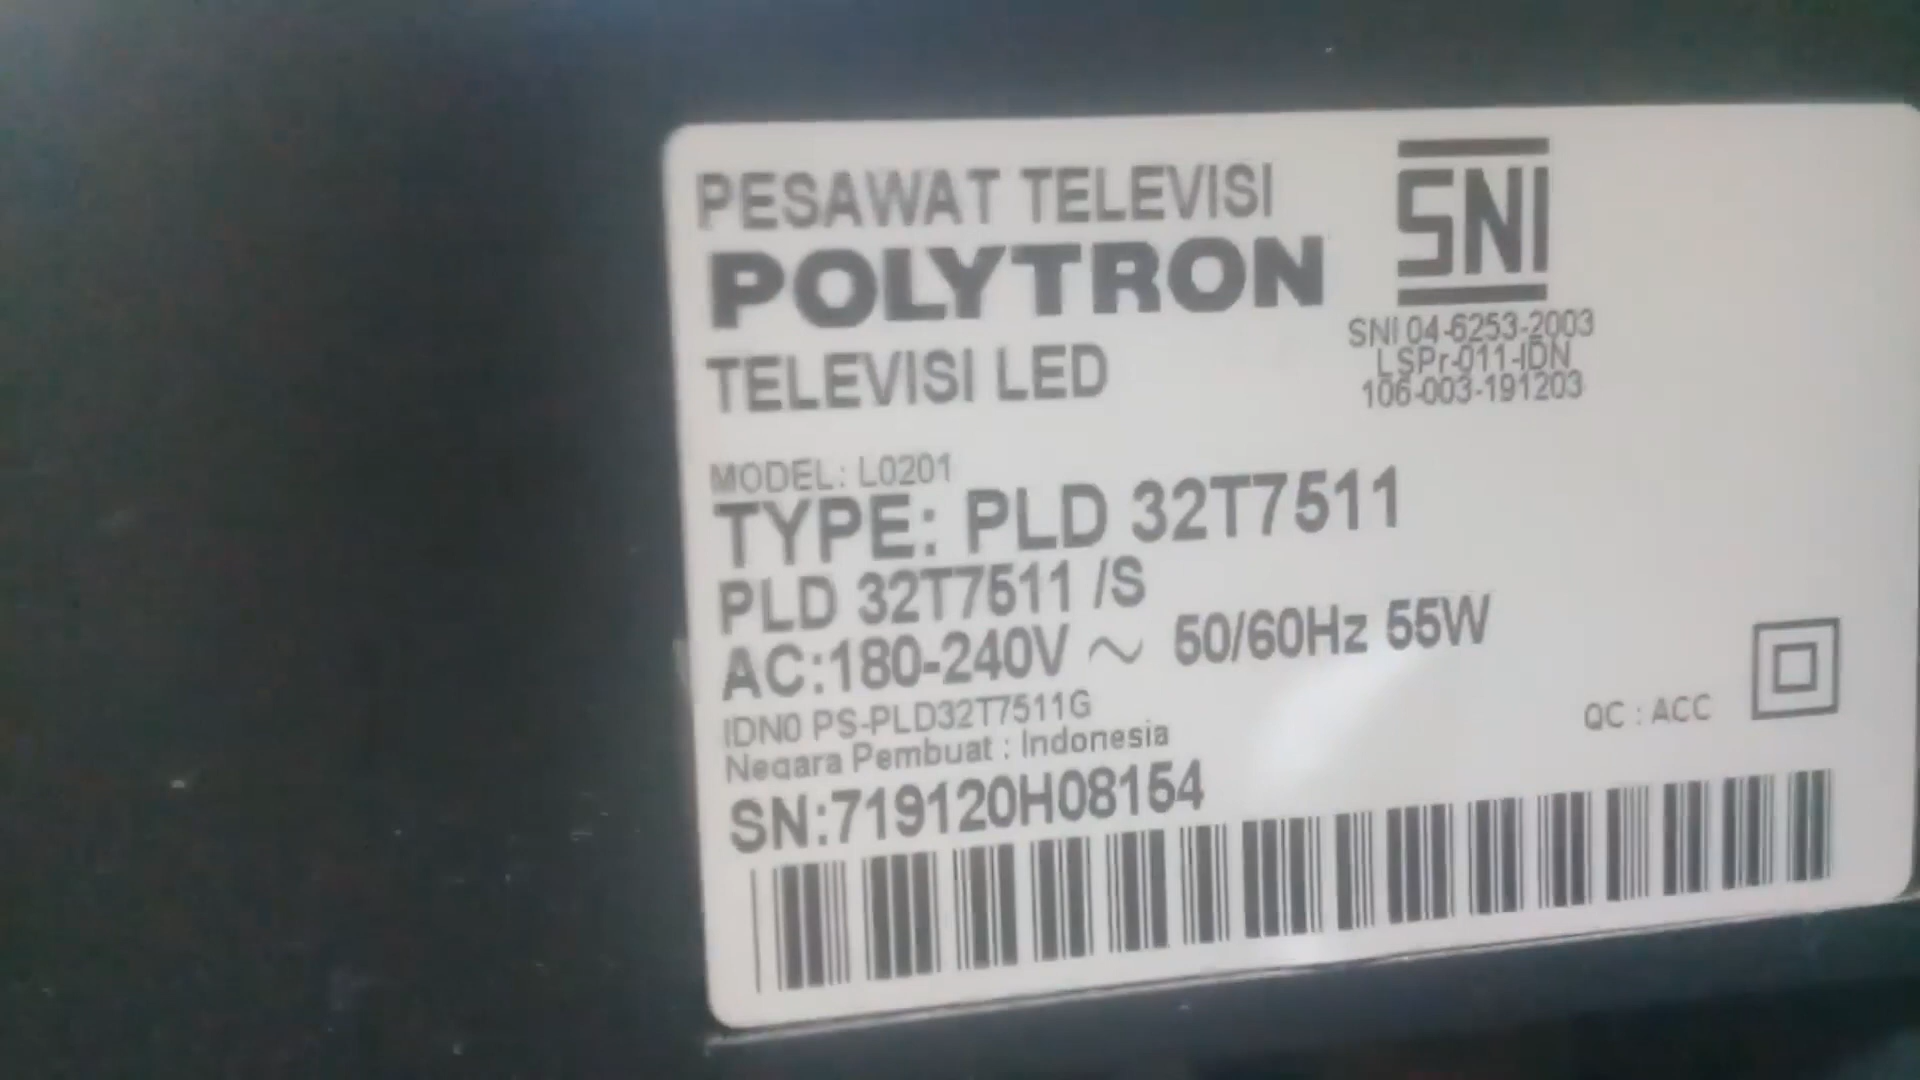 PESAWAT TELEVISI
POLYTRON
TELEVISI LED
SNI
SNI 04-6253-2003
LSPr-011-IDN
106-003-191203
MODEL: L0201
TYPE: PLD 32T7511
PLD 32T7511 /S
AC:180-240V ~ 50/60Hz 55W
IDN0 PS-PLD32T7511G
Negara Pembuat : Indonesia
QC : ACC
SN:719120H08154